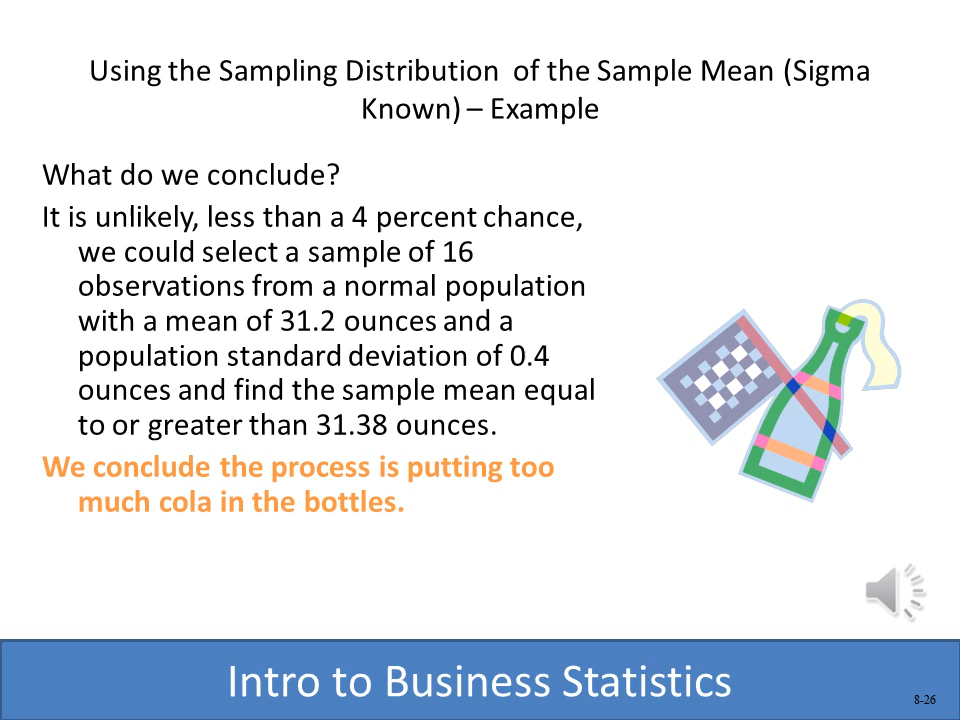 Using the Sampling Distribution of the Sample Mean (Sigma
Known) – Example
What do we conclude?
It is unlikely, less than a 4 percent chance,
we could select a sample of 16
observations from a normal population
with a mean of 31.2 ounces and a
population standard deviation of 0.4
ounces and find the sample mean equal
to or greater than 31.38 ounces.
We conclude the process is putting too
much cola in the bottles.
Intro to Business Statistics
8-26